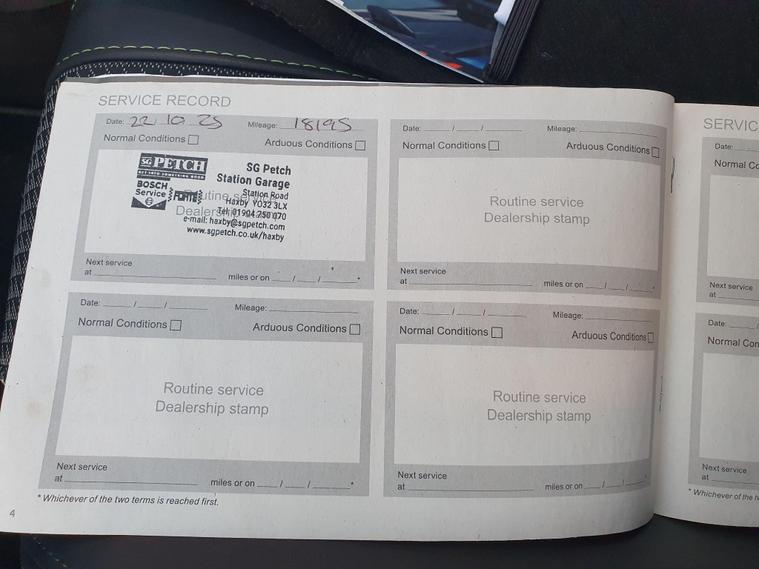 SERVICE RECORD
Date: 22 10 25 Mileage: 18195
Normal Conditions Arduous Conditions
SG PETCH
BOSCH
Service
SG Petch
Station Garage
Station Road
Haxby YO32 3LX
Tel: 01904 250 070
e-mail: haxby@sgpetch.com
www.sgpetch.co.uk/haxby
Routine service
Dealership stamp
Next service
at miles or on / / *
Date: / / Mileage:
Normal Conditions Arduous Conditions
Routine service
Dealership stamp
Next service
at miles or on / / *
Date: / / Mileage:
Normal Conditions Arduous Conditions
Routine service
Dealership stamp
Next service
at miles or on / / *
Date: / / Mileage:
Normal Conditions Arduous Conditions
Routine service
Dealership stamp
Next service
at miles or on / / *
* Whichever of the two terms is reached first.
4
SERVIC
Date:
Normal Co
Next service
at
Date:
Normal Con
Next service
at
* Whichever of the